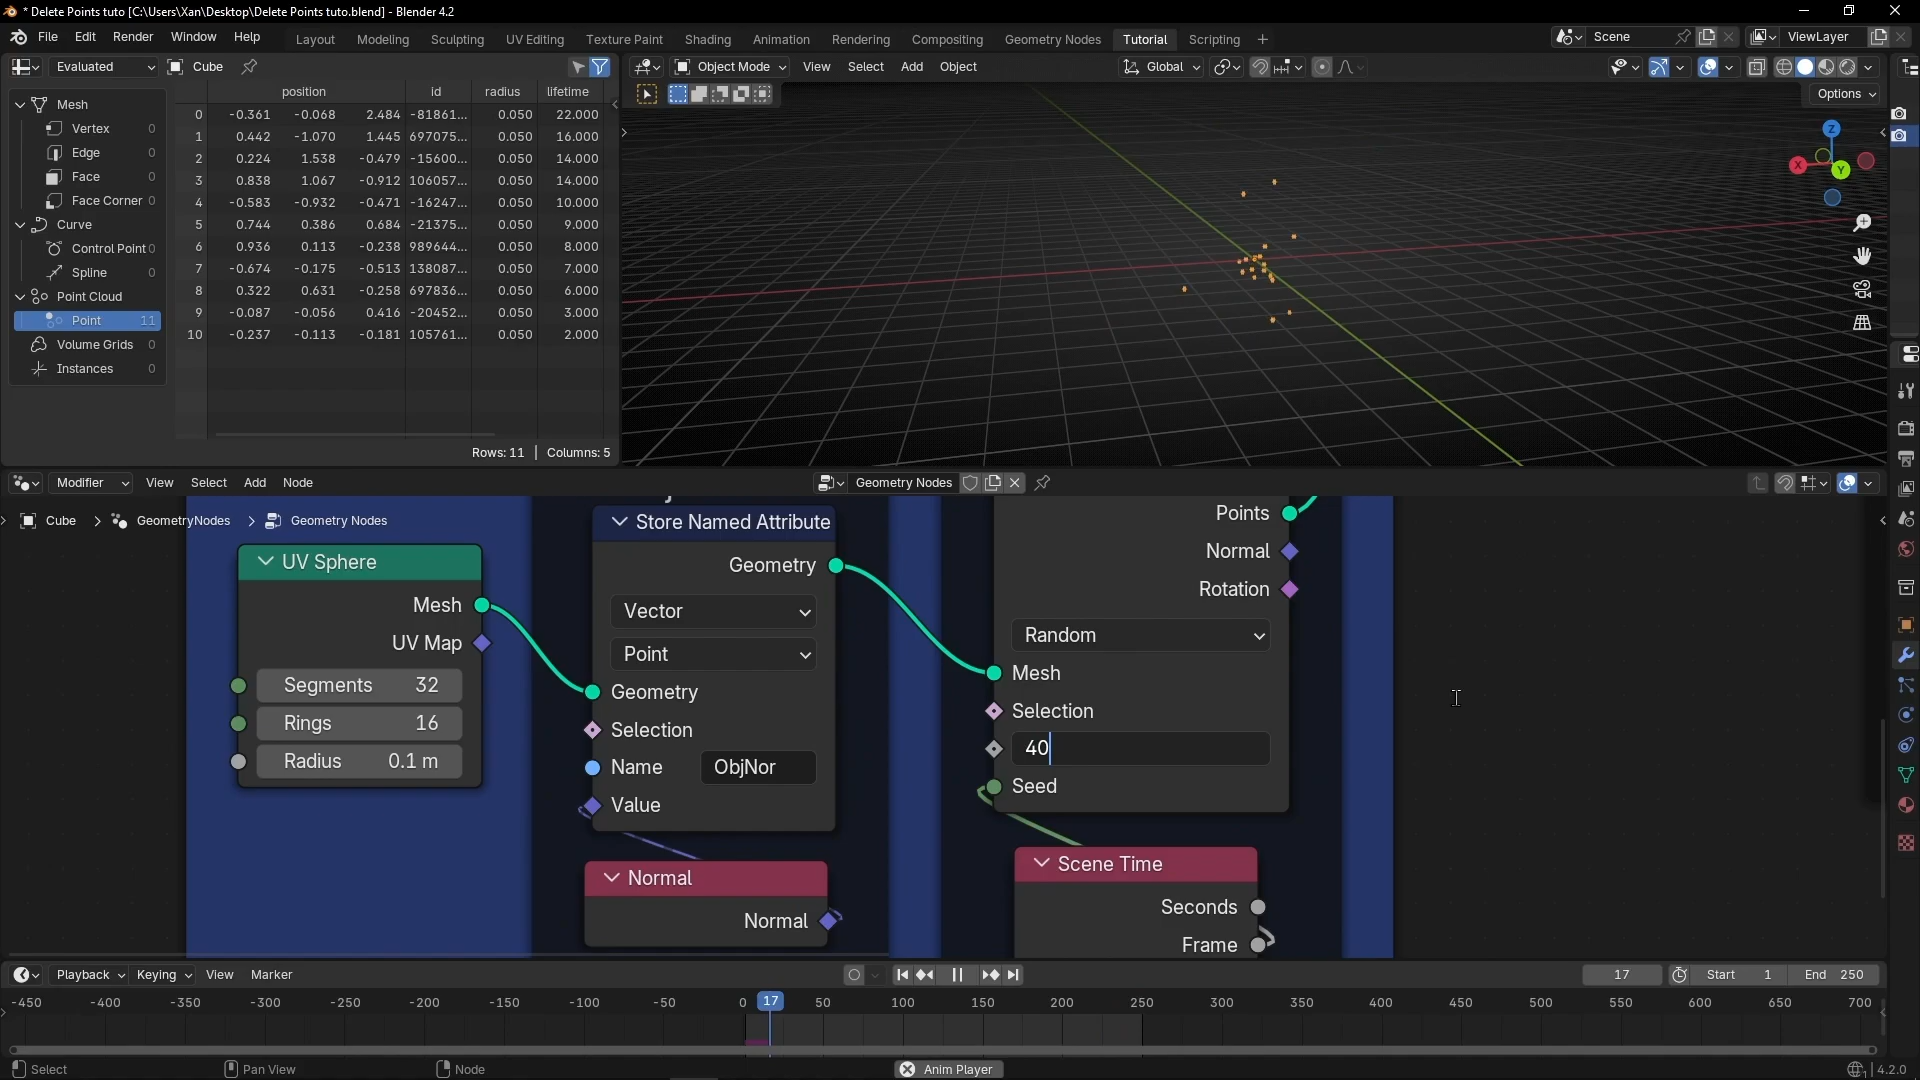 * Delete Points tuto [C:\Users\Xan\Desktop\Delete Points tuto.blend] - Blender 4.2
File Edit Render Window Help
Layout Modeling Sculpting UV Editing Texture Paint Shading Animation Rendering Compositing Geometry Nodes Tutorial Scripting +
Scene
ViewLayer
Evaluated
Cube
Object Mode View Select Add Object
Global
Options
Mesh
Vertex 0
Edge 0
Face 0
Face Corner 0
Curve
Control Point 0
Spline 0
Point Cloud
Point 11
Volume Grids 0
Instances 0
position id radius lifetime
0 -0.361 -0.068 2.484 -81861... 0.050 22.000
1 0.442 -1.070 1.445 697075... 0.050 16.000
2 0.224 1.538 -0.479 -15600... 0.050 14.000
3 0.838 1.067 -0.912 106057... 0.050 14.000
4 -0.583 -0.932 -0.471 -16247... 0.050 10.000
5 0.744 0.386 0.684 -21375... 0.050 9.000
6 0.936 0.113 -0.238 989644... 0.050 8.000
7 -0.674 -0.175 -0.513 138087... 0.050 7.000
8 0.322 0.631 -0.258 697836... 0.050 6.000
9 -0.087 -0.056 0.416 -20452... 0.050 3.000
10 -0.237 -0.113 -0.181 105761... 0.050 2.000
Rows: 11 | Columns: 5
Z
X
Y
Modifier View Select Add Node
Geometry Nodes
Cube > GeometryNodes > Geometry Nodes
UV Sphere
Mesh
UV Map
Segments 32
Rings 16
Radius 0.1 m
Store Named Attribute
Geometry
Vector
Point
Geometry
Selection
Name ObjNor
Value
Normal
Normal
Points
Normal
Rotation
Random
Mesh
Selection
40
Seed
Scene Time
Seconds
Frame
Playback Keying View Marker
17
Start 1
End 250
-450 -400 -350 -300 -250 -200 -150 -100 -50 0 17 50 100 150 200 250 300 350 400 450 500 550 600 650 700
Select
Pan View
Node
Anim Player
4.2.0